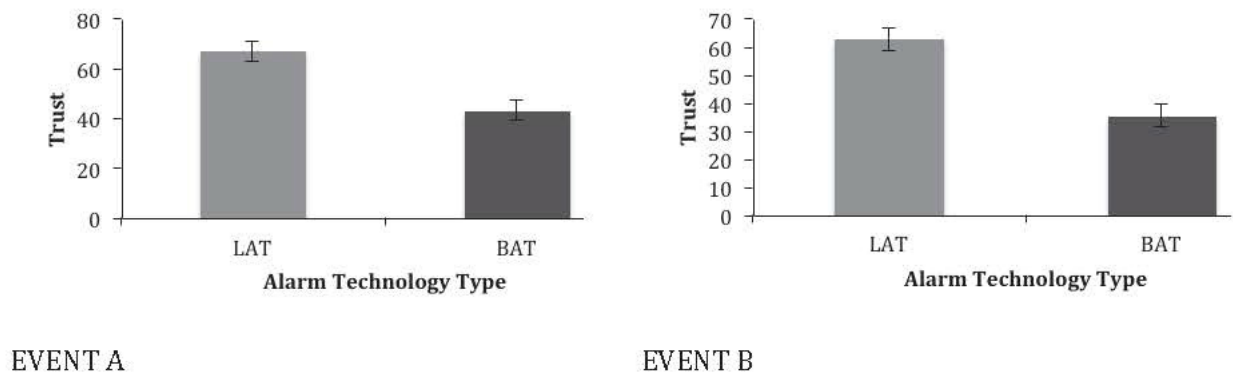 80
60
40
20
0
Trust
LAT
BAT
Alarm Technology Type
EVENT A
70
60
50
40
30
20
10
0
Trust
LAT
BAT
Alarm Technology Type
EVENT B